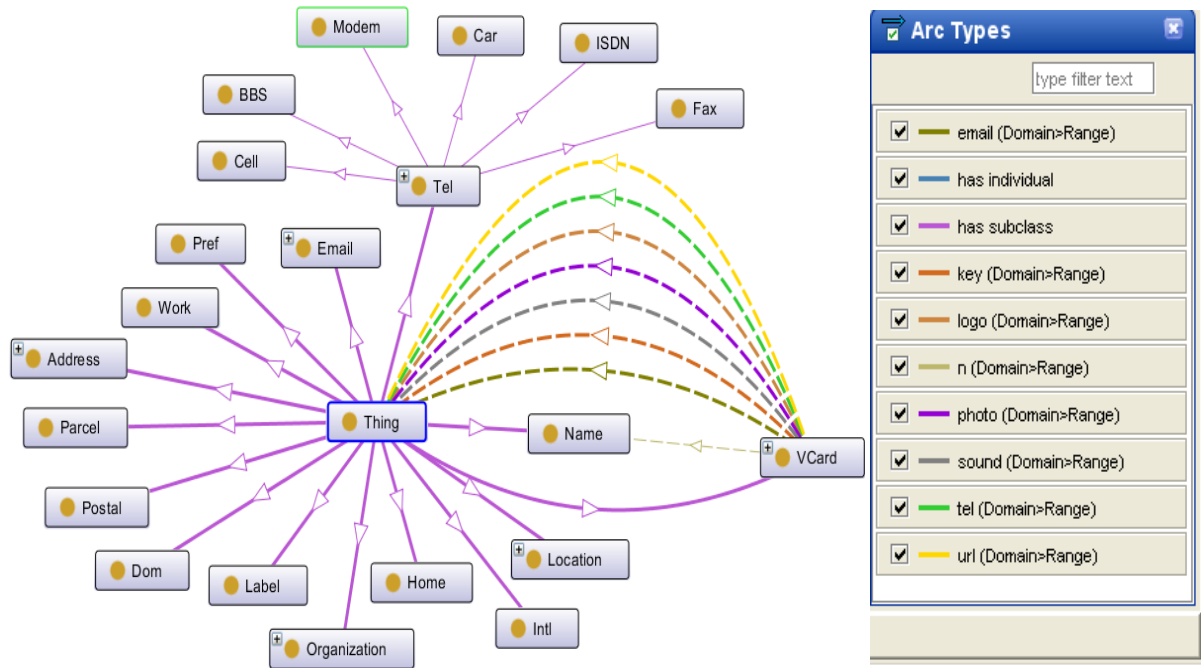 Modem
Car
ISDN
BBS
Fax
Cell
Tel
Pref
Email
Work
Address
Thing
Parcel
Name
VCard
Postal
Dom
Label
Home
Location
Intl
Organization
Arc Types
type filter text
email (Domain>Range)
has individual
has subclass
key (Domain>Range)
logo (Domain>Range)
n (Domain>Range)
photo (Domain>Range)
sound (Domain>Range)
tel (Domain>Range)
url (Domain>Range)